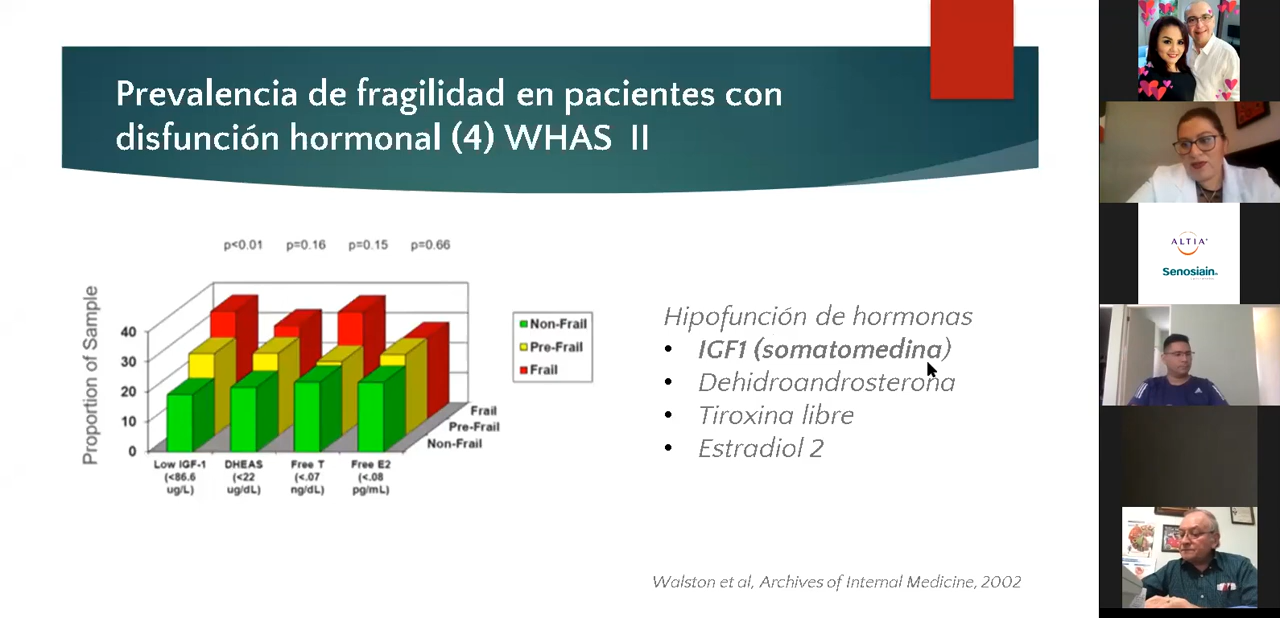 Prevalencia de fragilidad en pacientes con
disfunción hormonal (4) WHAS II
p<0.01 p=0.16 p=0.15 p=0.66
Proportion of Sample
40
30
20
10
0
Non-Frail
Pre-Frail
Frail
Frail
Pre-Frail
Non-Frail
Low IGF-1 (<86.6 ug/L)
DHEAS (<22 ug/dL)
Free T (<.07 ng/dL)
Free E2 (<.08 pg/mL)
Hipofunción de hormonas
• IGF1 (somatomedina)
• Dehidroandrosterona
• Tiroxina libre
• Estradiol 2
Walston et al, Archives of Internal Medicine, 2002
ALTIA
Senosiain